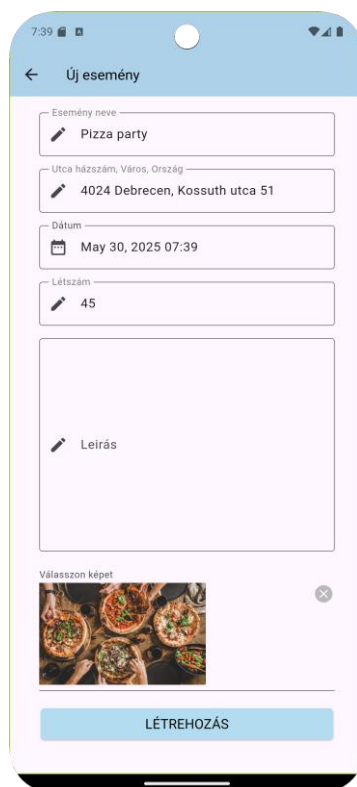 7:39
Új esemény
Esemény neve
Pizza party
Utca házszám, Város, Ország
4024 Debrecen, Kossuth utca 51
Dátum
May 30, 2025 07:39
Létszám
45
Leirás
Válasszon képet
LÉTREHOZÁS